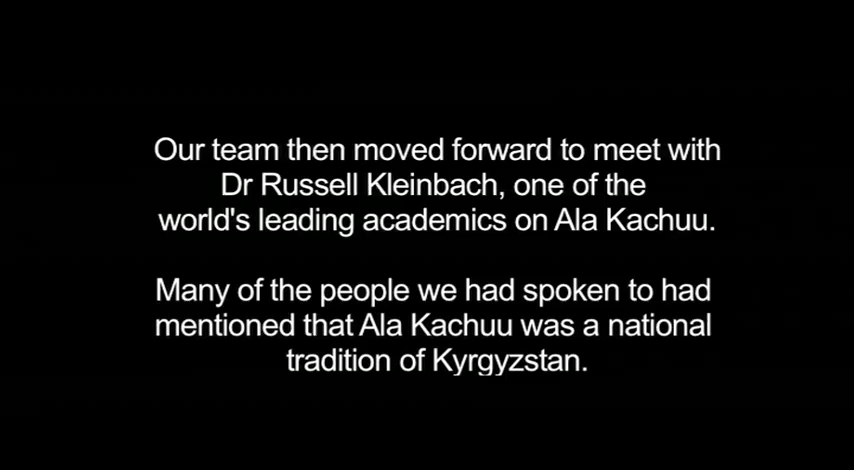 Our team then moved forward to meet with
Dr Russell Kleinbach, one of the
world's leading academics on Ala Kachuu.
Many of the people we had spoken to had
mentioned that Ala Kachuu was a national
tradition of Kyrgyzstan.